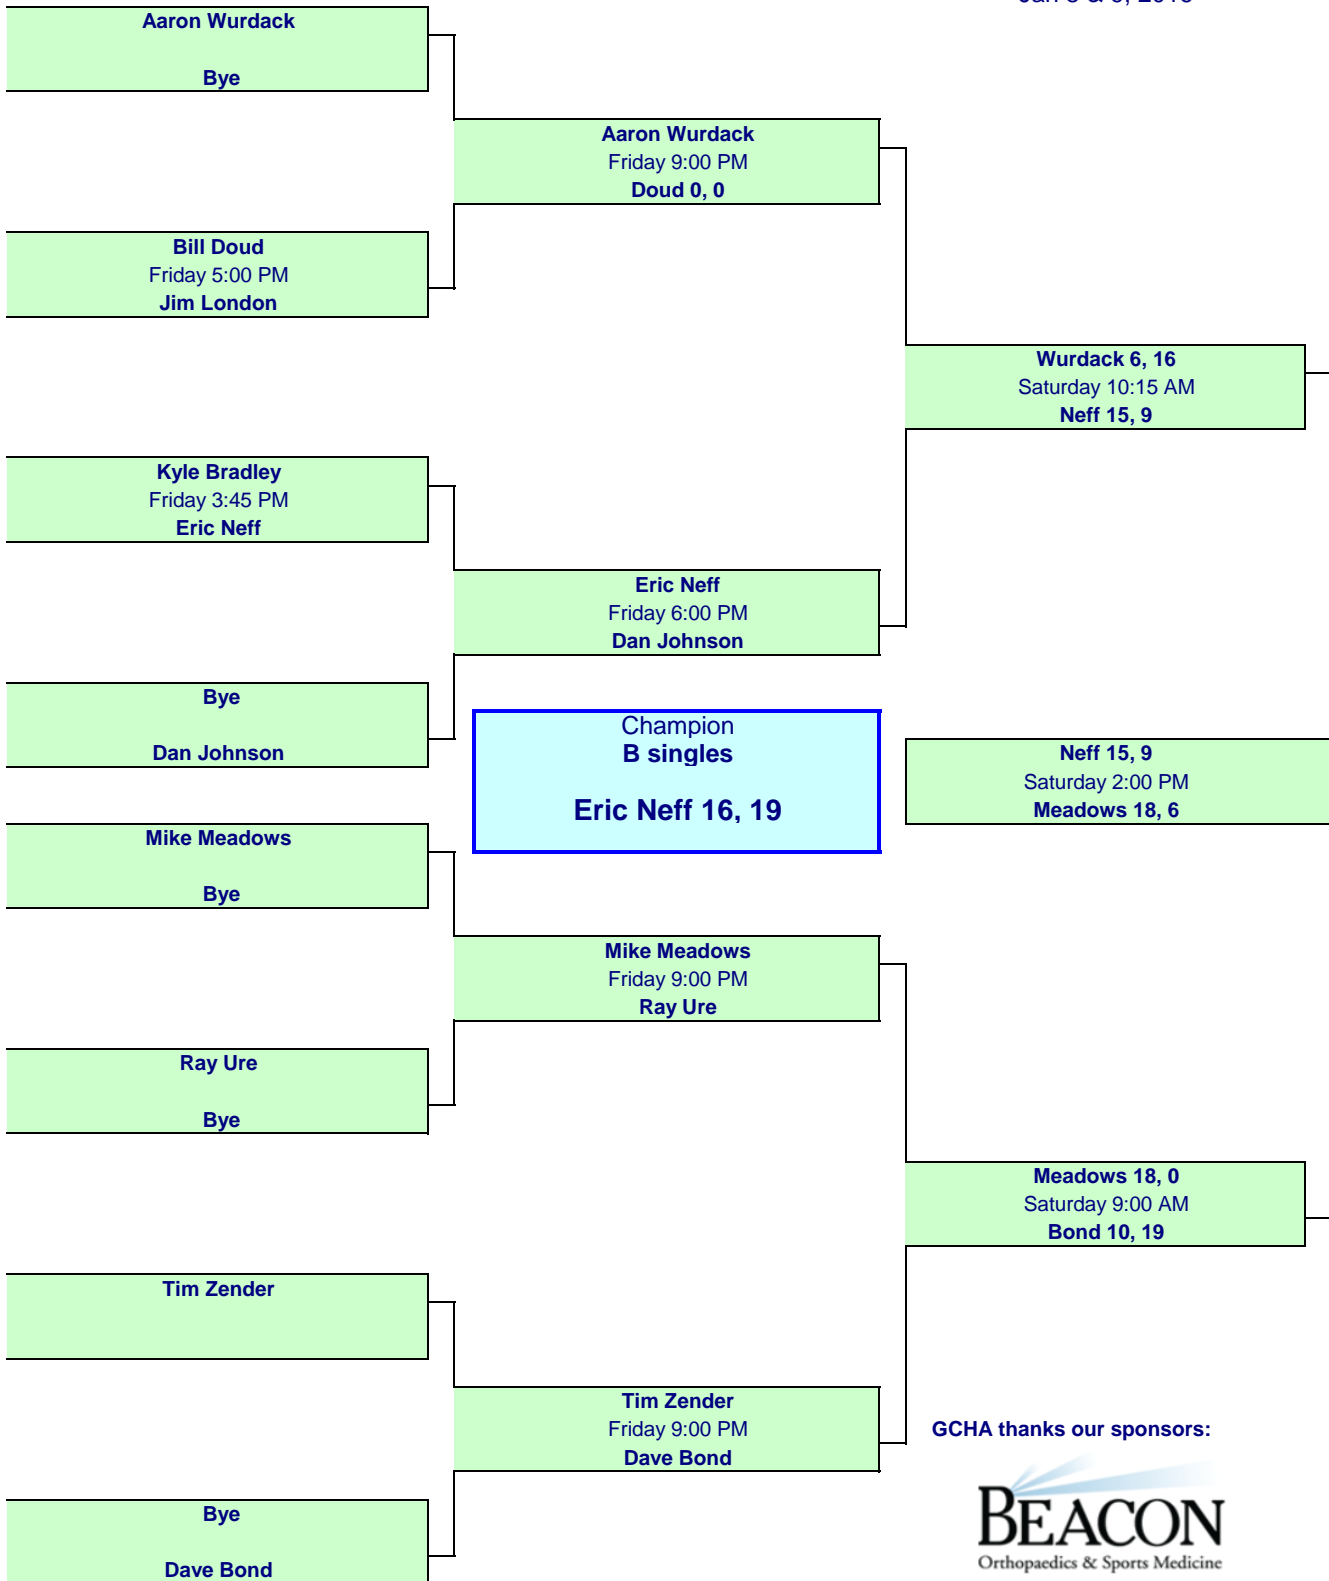 Aaron Wurdack
Bye
Aaron Wurdack
Friday 9:00 PM
Doud 0, 0
Bill Doud
Friday 5:00 PM
Jim London
Wurdack 6, 16
Saturday 10:15 AM
Neff 15, 9
Kyle Bradley
Friday 3:45 PM
Eric Neff
Eric Neff
Friday 6:00 PM
Dan Johnson
Bye
Dan Johnson
Champion
B singles
Eric Neff 16, 19
Neff 15, 9
Saturday 2:00 PM
Meadows 18, 6
Mike Meadows
Bye
Mike Meadows
Friday 9:00 PM
Ray Ure
Ray Ure
Bye
Meadows 18, 0
Saturday 9:00 AM
Bond 10, 19
Tim Zender
Tim Zender
Friday 9:00 PM
Dave Bond
GCHA thanks our sponsors:
BEACON
Orthopaedics & Sports Medicine
Bye
Dave Bond